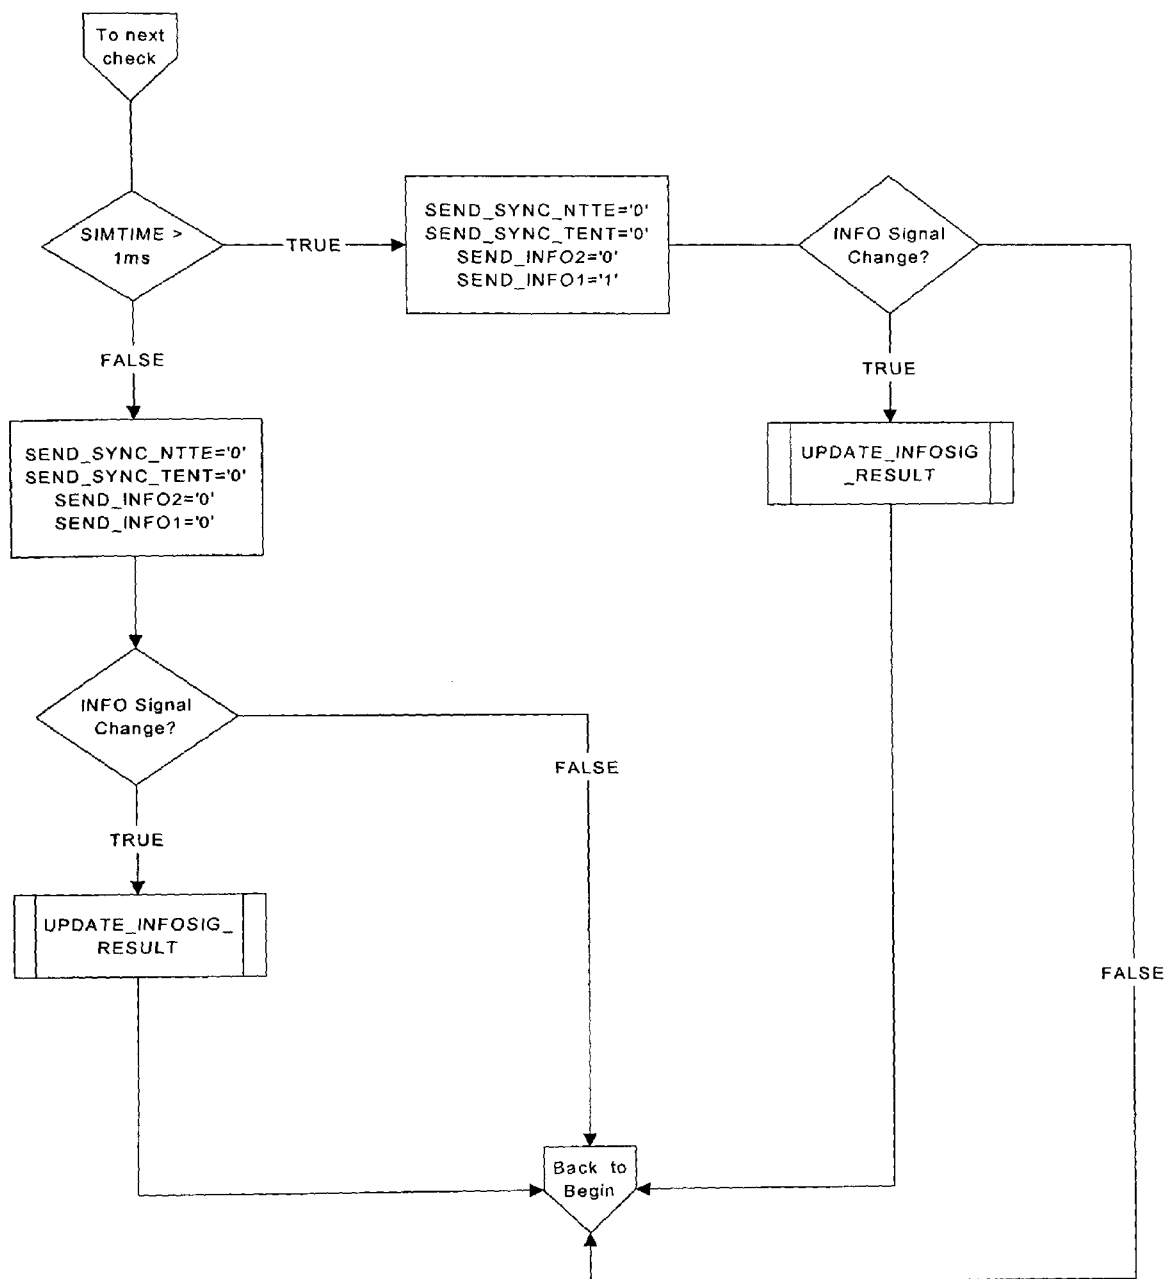 To next
check
SIMTIME >
1ms
TRUE
SEND_SYNC_NTTE='0'
SEND_SYNC_TENT='0'
SEND_INFO2='0'
SEND_INFO1='1'
INFO Signal
Change?
FALSE
TRUE
SEND_SYNC_NTTE='0'
SEND_SYNC_TENT='0'
SEND_INFO2='0'
SEND_INFO1='0'
UPDATE_INFOSIG
_RESULT
INFO Signal
Change?
FALSE
TRUE
UPDATE_INFOSIG_
RESULT
FALSE
Back to
Begin